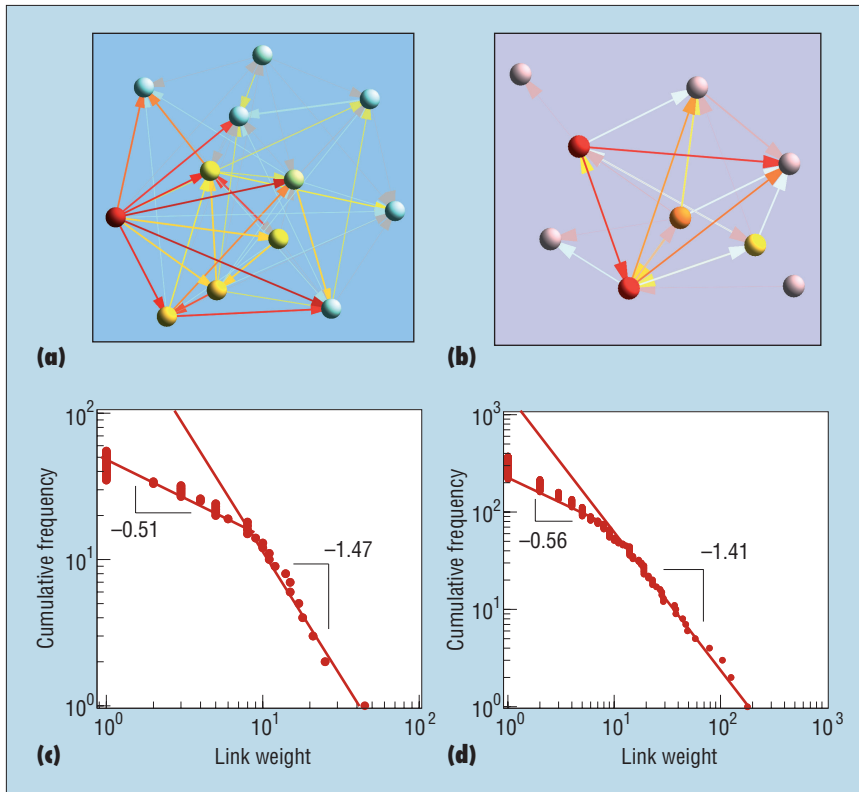 (a)
(b)
10²
Cumulative frequency
–0.51
–1.47
10¹
10⁰
10⁰
10¹
10²
Link weight
(c)
10³
Cumulative frequency
10²
–0.56
–1.41
10¹
10⁰
10⁰
10¹
10²
10³
Link weight
(d)